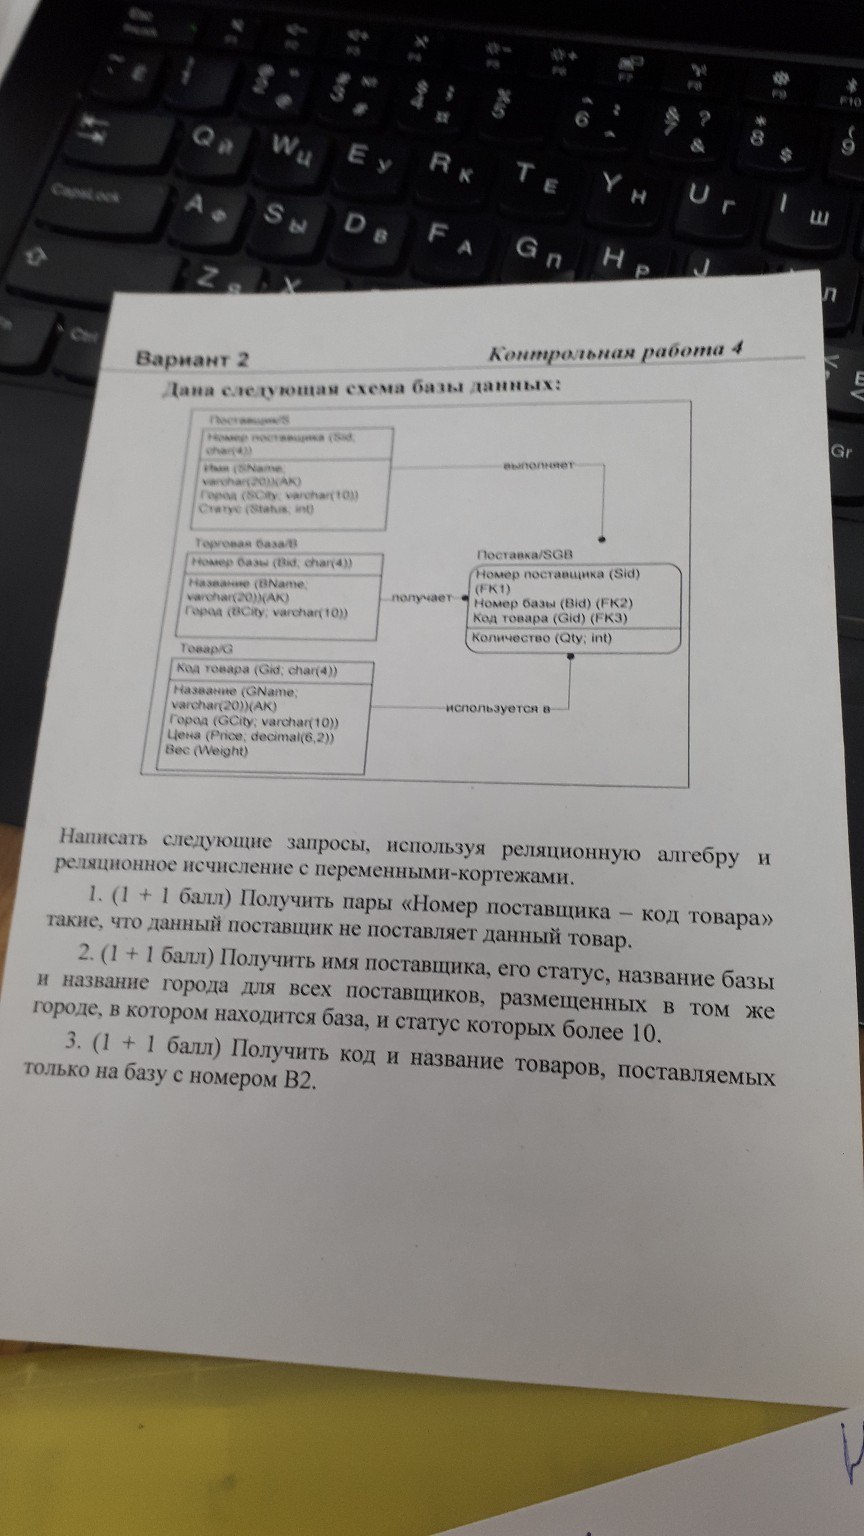 Esc
F9
F10
Q а
W ц
E у
R к
T е
Y н
U г
I ш
CapsLock
A ф
S ы
D в
F а
G п
H р
J
Z я
X
Л
Ctrl
Gr
Вариант 2
Контрольная работа 4
Дана следующая схема базы данных:
Поставщик/S
Номер поставщика (Sid; char(4))
Имя (SName; varchar(20))(AK)
Город (SCity; varchar(10))
Статус (Status; int)
выполняет
Торговая база/B
Номер базы (Bid; char(4))
Название (BName; varchar(20))(AK)
Город (BCity; varchar(10))
получает
Поставка/SGB
Номер поставщика (Sid)
(FK1)
Номер базы (Bid) (FK2)
Код товара (Gid) (FK3)
Количество (Qty; int)
Товар/G
Код товара (Gid; char(4))
Название (GName; varchar(20))(AK)
Город (GCity; varchar(10))
Цена (Price; decimal(6,2))
Вес (Weight)
используется в
Написать следующие запросы, используя реляционную алгебру и
реляционное исчисление с переменными-кортежами.
1. (1 + 1 балл) Получить пары «Номер поставщика – код товара»
такие, что данный поставщик не поставляет данный товар.
2. (1 + 1 балл) Получить имя поставщика, его статус, название базы
и название города для всех поставщиков, размещенных в том же
городе, в котором находится база, и статус которых более 10.
3. (1 + 1 балл) Получить код и название товаров, поставляемых
только на базу с номером В2.